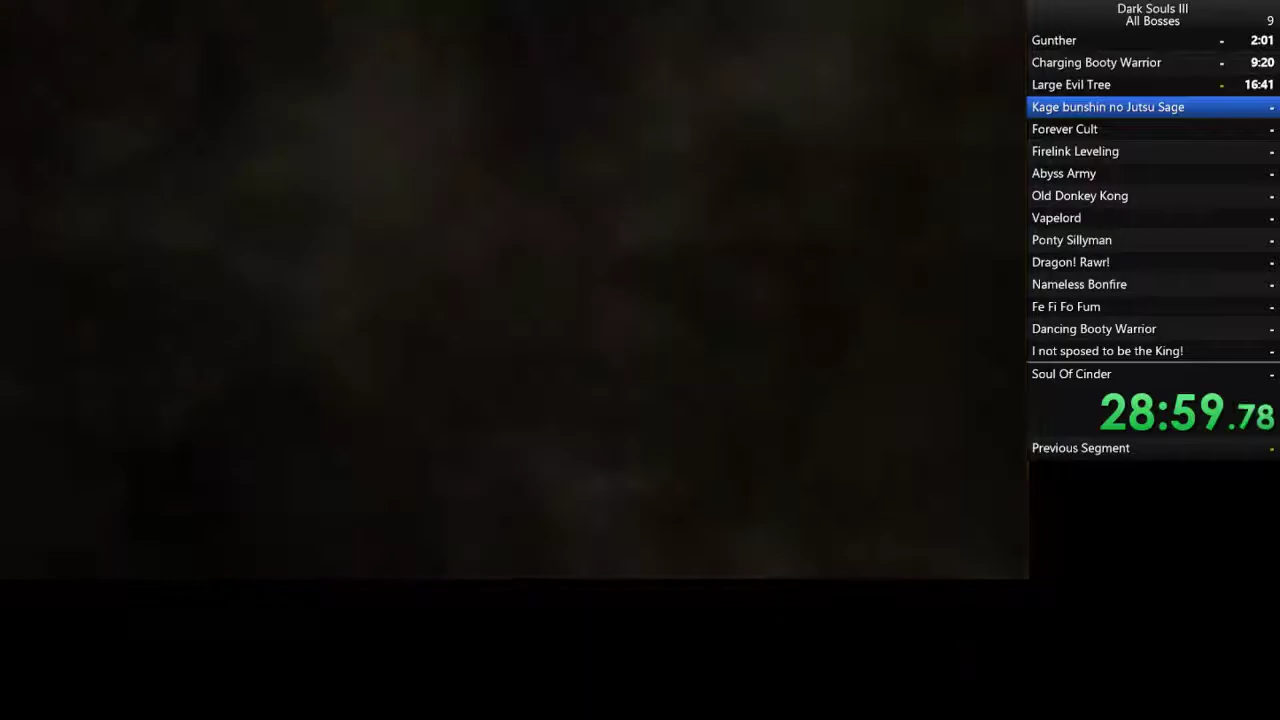 Dark Souls III
All Bosses 9
Gunther - 2:01
Charging Booty Warrior - 9:20
Large Evil Tree - 16:41
Kage bunshin no Jutsu Sage -
Forever Cult -
Firelink Leveling -
Abyss Army -
Old Donkey Kong -
Vapelord -
Ponty Sillyman -
Dragon! Rawr! -
Nameless Bonfire -
Fe Fi Fo Fum -
Dancing Booty Warrior -
I not sposed to be the King! -
Soul Of Cinder -
28:59.78
Previous Segment -